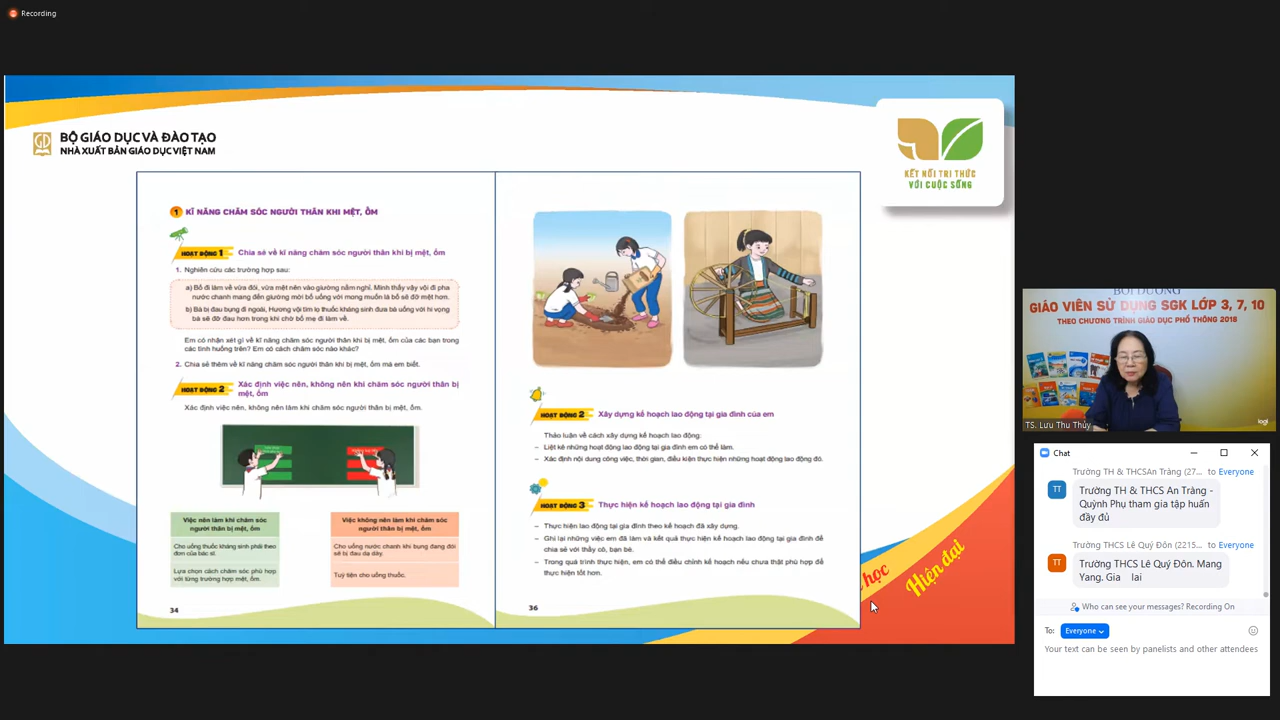 Recording
BỘ GIÁO DỤC VÀ ĐÀO TẠO
NHÀ XUẤT BẢN GIÁO DỤC VIỆT NAM
KẾT NỐI TRI THỨC
VỚI CUỘC SỐNG
1 KĨ NĂNG CHĂM SÓC NGƯỜI THÂN KHI MỆT, ỐM
HOẠT ĐỘNG 1 Chia sẻ về kĩ năng chăm sóc người thân khi bị mệt, ốm
1. Nghiên cứu các trường hợp sau:
a) Bố đi làm về vừa đói, vừa mệt nên vào giường nằm nghỉ. Minh thấy vậy vội đi pha
nước chanh mang đến giường mời bố uống với mong muốn là bố sẽ đỡ mệt hơn.
b) Bà bị đau bụng đi ngoài, Hương vội tìm lọ thuốc kháng sinh đưa bà uống với hi vọng
bà sẽ đỡ đau hơn trong khi chờ bố mẹ đi làm về.
Em có nhận xét gì về kĩ năng chăm sóc người thân khi bị mệt, ốm của các bạn trong
các tình huống trên? Em có cách chăm sóc nào khác?
2. Chia sẻ thêm về kĩ năng chăm sóc người thân khi bị mệt, ốm mà em biết.
HOẠT ĐỘNG 2 Xác định việc nên, không nên khi chăm sóc người thân bị
mệt, ốm
Xác định việc nên, không nên làm khi chăm sóc người thân bị mệt, ốm.
Việc nên làm khi chăm sóc
người thân bị mệt, ốm
Cho uống thuốc kháng sinh phải theo
đơn của bác sĩ.
Lựa chọn cách chăm sóc phù hợp
với từng trường hợp mệt, ốm.
Việc không nên làm khi chăm sóc
người thân bị mệt, ốm
Cho uống nước chanh khi bụng đang đói
sẽ bị đau dạ dày.
Tuỳ tiện cho uống thuốc.
34
HOẠT ĐỘNG 2 Xây dựng kế hoạch lao động tại gia đình của em
Thảo luận về cách xây dựng kế hoạch lao động:
– Liệt kê những hoạt động lao động tại gia đình em có thể làm.
– Xác định nội dung công việc, thời gian, điều kiện thực hiện những hoạt động lao động đó.
HOẠT ĐỘNG 3 Thực hiện kế hoạch lao động tại gia đình
– Thực hiện lao động tại gia đình theo kế hoạch đã xây dựng.
– Ghi lại những việc em đã làm và kết quả thực hiện kế hoạch lao động tại gia đình để
chia sẻ với thầy cô, bạn bè.
– Trong quá trình thực hiện, em có thể điều chỉnh kế hoạch nếu chưa thật phù hợp để
thực hiện tốt hơn.
36
học
Hiện đại
BỒI DƯỠNG
GIÁO VIÊN SỬ DỤNG SGK LỚP 3, 7, 10
THEO CHƯƠNG TRÌNH GIÁO DỤC PHỔ THÔNG 2018
TS. Lưu Thu Thủy
logi
Chat
Trường TH & THCSAn Tràng (27... to Everyone
TT
Trường TH & THCS An Tràng -
Quỳnh Phụ tham gia tập huấn
đầy đủ
Trường THCS Lê Quý Đôn (2215... to Everyone
TT
Trường THCS Lê Quý Đôn. Mang
Yang. Gia lai
Who can see your messages? Recording On
To: Everyone
Your text can be seen by panelists and other attendees